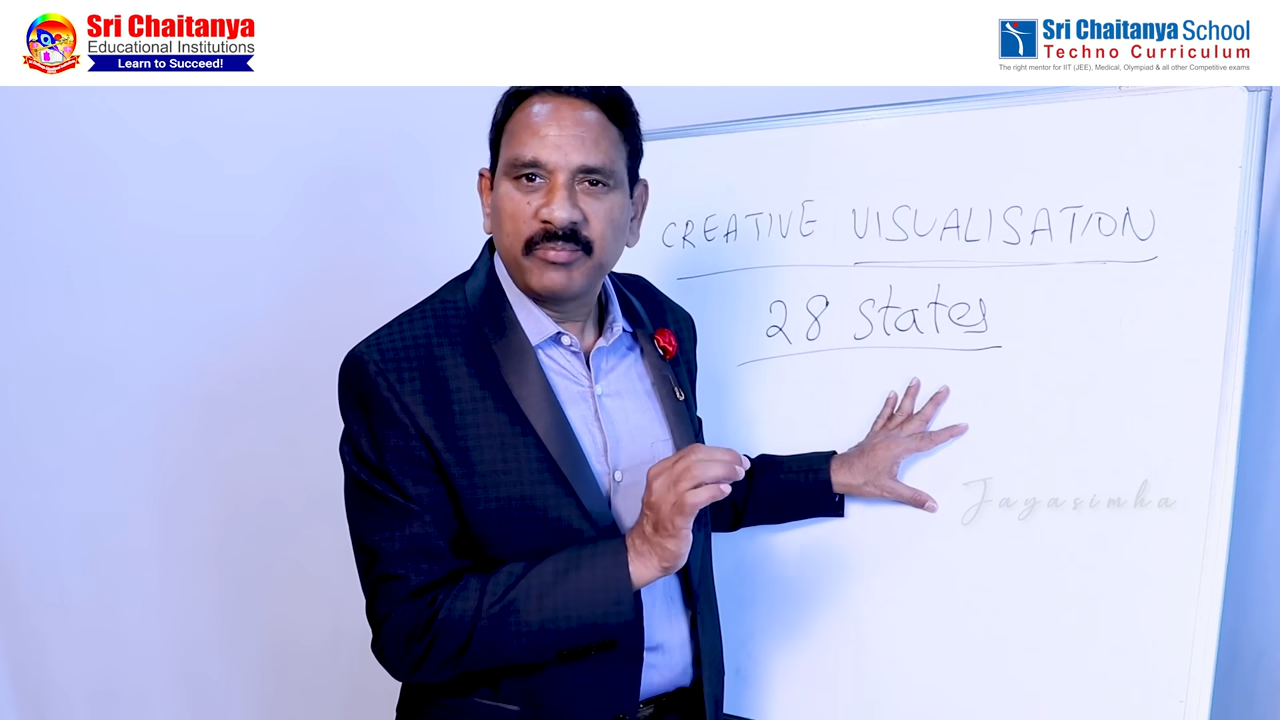 Sri Chaitanya
Educational Institutions
Learn to Succeed!
Sri Chaitanya School
Techno Curriculum
The right mentor for IIT (JEE), Medical, Olympiad & all other Competitive exams
CREATIVE VISUALISATION
28 states
Jayasimha